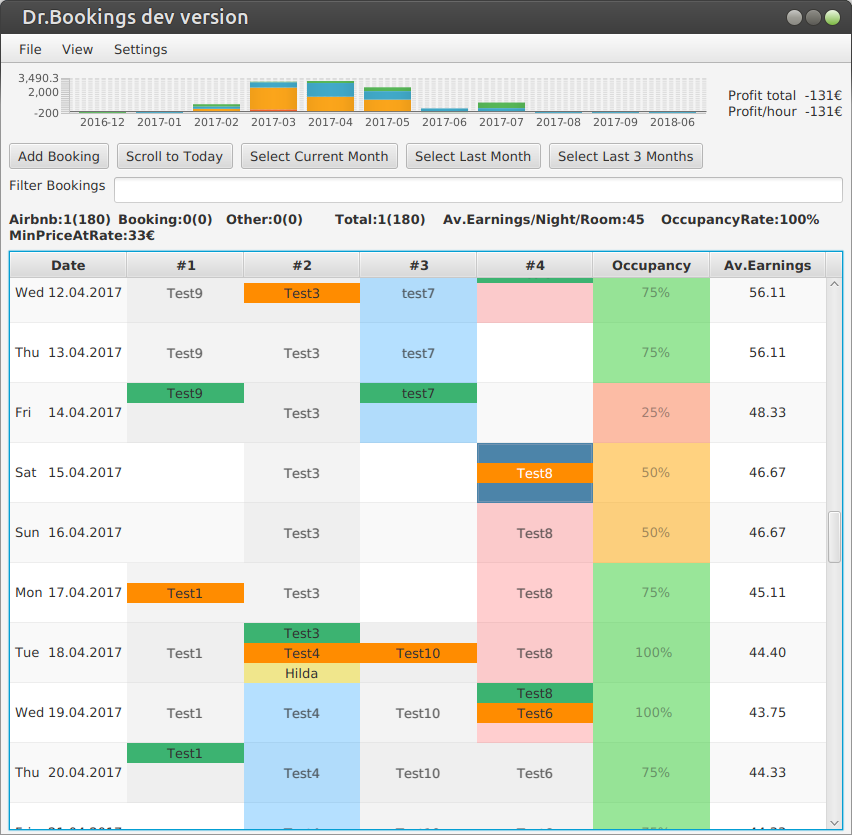 Dr.Bookings dev version
File View Settings
3,490.3
2,000
-200
2016-12 2017-01 2017-02 2017-03 2017-04 2017-05 2017-06 2017-07 2017-08 2017-09 2018-06
Profit total -131€
Profit/hour -131€
Add Booking Scroll to Today Select Current Month Select Last Month Select Last 3 Months
Filter Bookings
Airbnb:1(180) Booking:0(0) Other:0(0) Total:1(180) Av.Earnings/Night/Room:45 OccupancyRate:100%
MinPriceAtRate:33€
Date #1 #2 #3 #4 Occupancy Av.Earnings
Wed 12.04.2017 Test9 Test3 test7 75% 56.11
Thu 13.04.2017 Test9 Test3 test7 75% 56.11
Test9 test7
Fri 14.04.2017 Test3 25% 48.33
Sat 15.04.2017 Test3 Test8 50% 46.67
Sun 16.04.2017 Test3 Test8 50% 46.67
Mon 17.04.2017 Test1 Test3 Test8 75% 45.11
Test3
Tue 18.04.2017 Test1 Test4 Test10 Test8 100% 44.40
Hilda
Test8
Wed 19.04.2017 Test1 Test4 Test10 Test6 100% 43.75
Test1
Thu 20.04.2017 Test4 Test10 Test6 75% 44.33